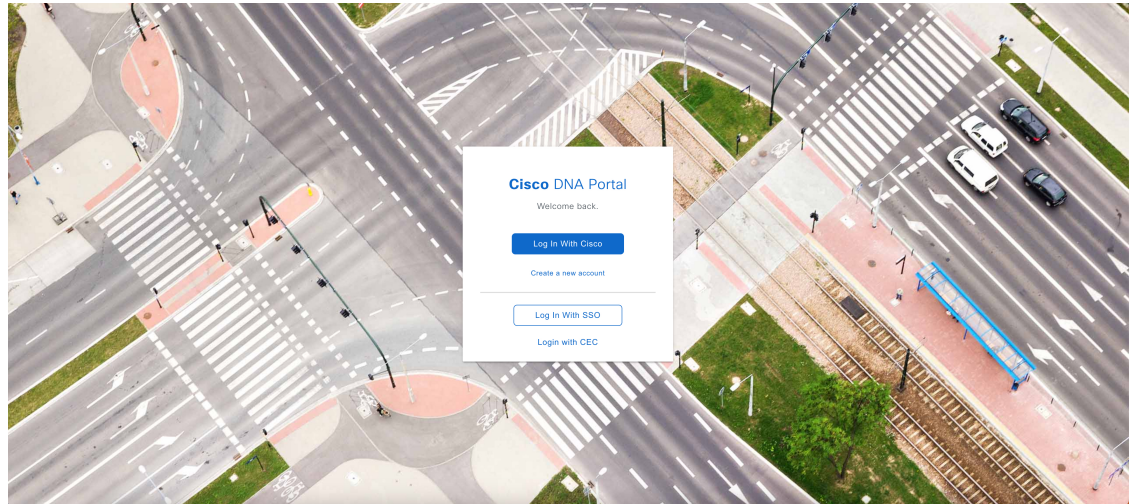 Cisco DNA Portal
Welcome back.
Log In With Cisco
Create a new account
Log In With SSO
Login with CEC